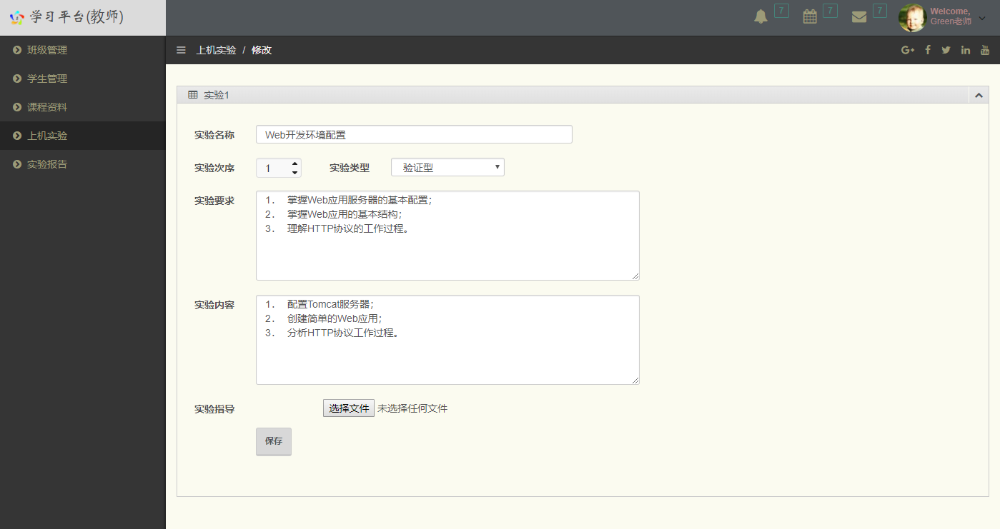 学习平台(教师)
7
7
7
Welcome,
Green老师
班级管理
学生管理
课程资料
上机实验
实验报告
上机实验 / 修改
实验1
实验名称 Web开发环境配置
实验次序 1 实验类型 验证型
实验要求
1. 掌握Web应用服务器的基本配置;
2. 掌握Web应用的基本结构;
3. 理解HTTP协议的工作过程。
实验内容
1. 配置Tomcat服务器;
2. 创建简单的Web应用;
3. 分析HTTP协议工作过程。
实验指导 选择文件 未选择任何文件
保存